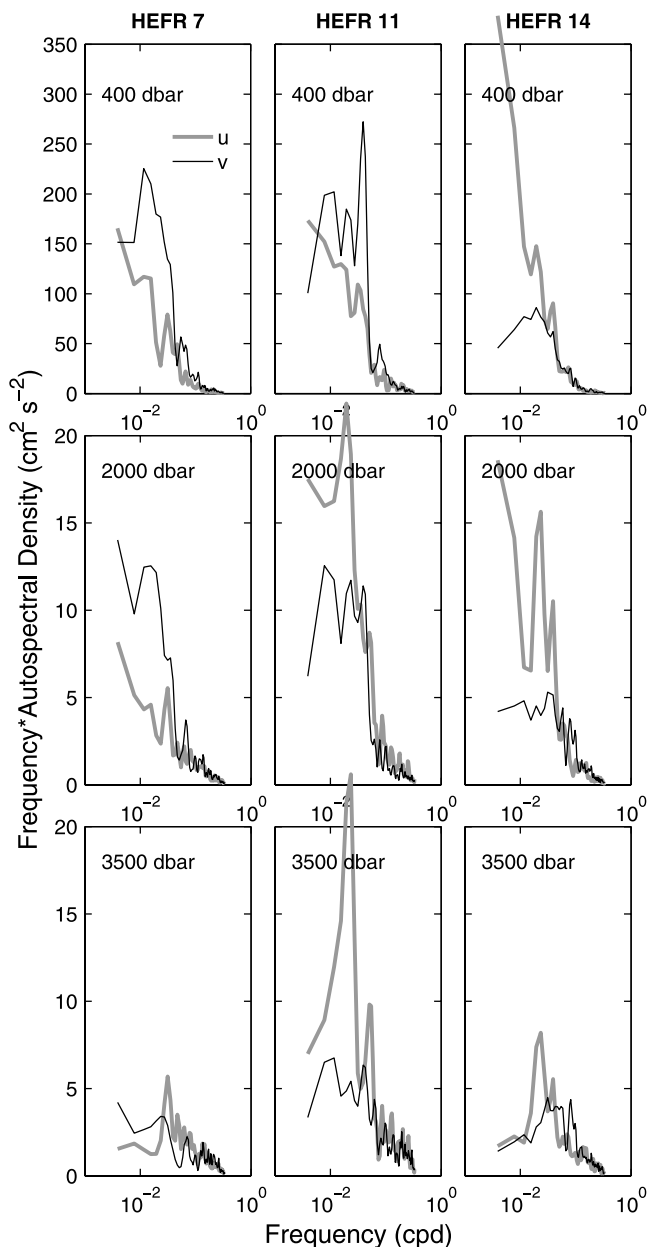 HEFR 7 HEFR 11 HEFR 14
350
300
250
200
150
100
50
0
400 dbar 400 dbar 400 dbar
u
v
10⁻² 10⁰ 10⁻² 10⁰ 10⁻² 10⁰
20
15
10
5
0
2000 dbar 2000 dbar 2000 dbar
10⁻² 10⁰ 10⁻² 10⁰ 10⁻² 10⁰
20
15
10
5
0
3500 dbar 3500 dbar 3500 dbar
10⁻² 10⁰ 10⁻² 10⁰ 10⁻² 10⁰
Frequency*Autospectral Density (cm² s⁻²)
Frequency (cpd)